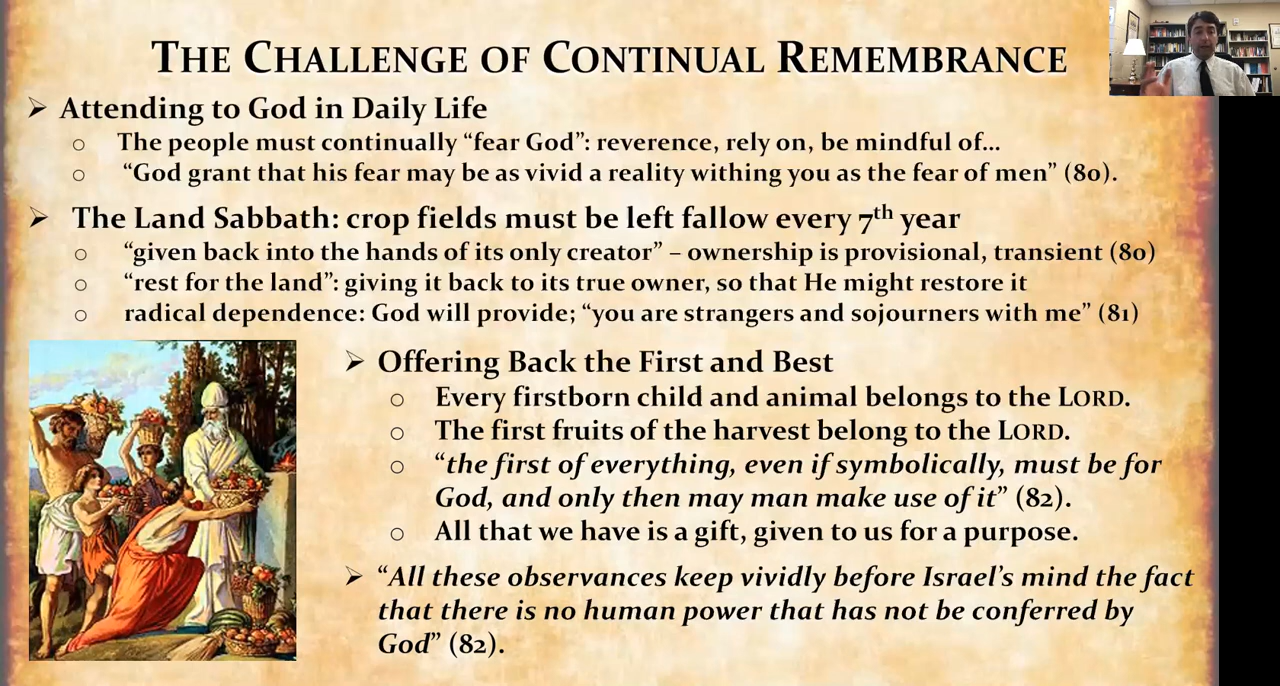 THE CHALLENGE OF CONTINUAL REMEMBRANCE
➢ Attending to God in Daily Life
○ The people must continually “fear God”: reverence, rely on, be mindful of…
○ “God grant that his fear may be as vivid a reality withing you as the fear of men” (80).
➢ The Land Sabbath: crop fields must be left fallow every 7th year
○ “given back into the hands of its only creator” – ownership is provisional, transient (80)
○ “rest for the land”: giving it back to its true owner, so that He might restore it
○ radical dependence: God will provide; “you are strangers and sojourners with me” (81)
➢ Offering Back the First and Best
○ Every firstborn child and animal belongs to the LORD.
○ The first fruits of the harvest belong to the LORD.
○ “the first of everything, even if symbolically, must be for
God, and only then may man make use of it” (82).
○ All that we have is a gift, given to us for a purpose.
➢ “All these observances keep vividly before Israel’s mind the fact
that there is no human power that has not be conferred by
God” (82).